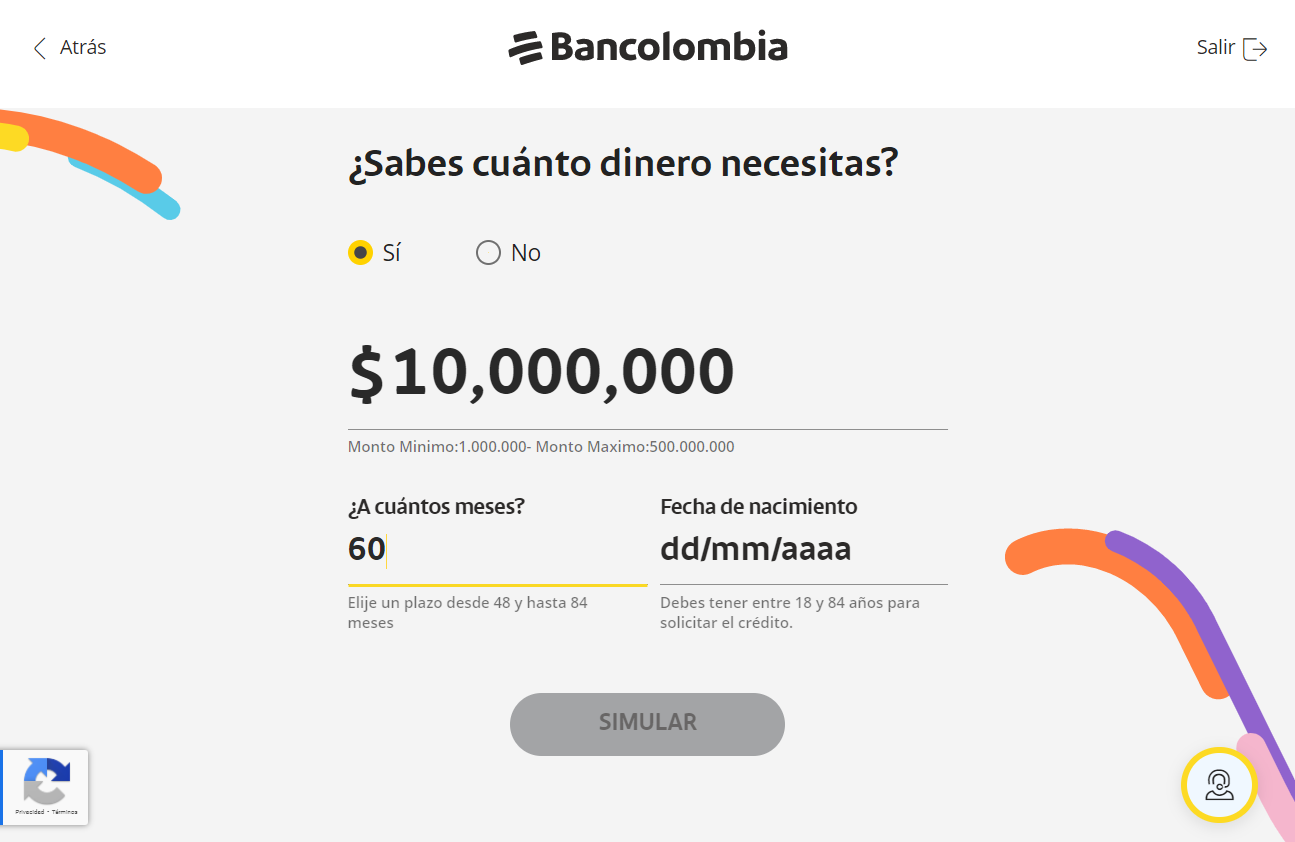 Atrás
Bancolombia
Salir
¿Sabes cuánto dinero necesitas?
Sí
No
$10,000,000
Monto Minimo:1.000.000- Monto Maximo:500.000.000
¿A cuántos meses?
60
Elije un plazo desde 48 y hasta 84
meses
Fecha de nacimiento
dd/mm/aaaa
Debes tener entre 18 y 84 años para
solicitar el crédito.
SIMULAR
Privacidad - Términos